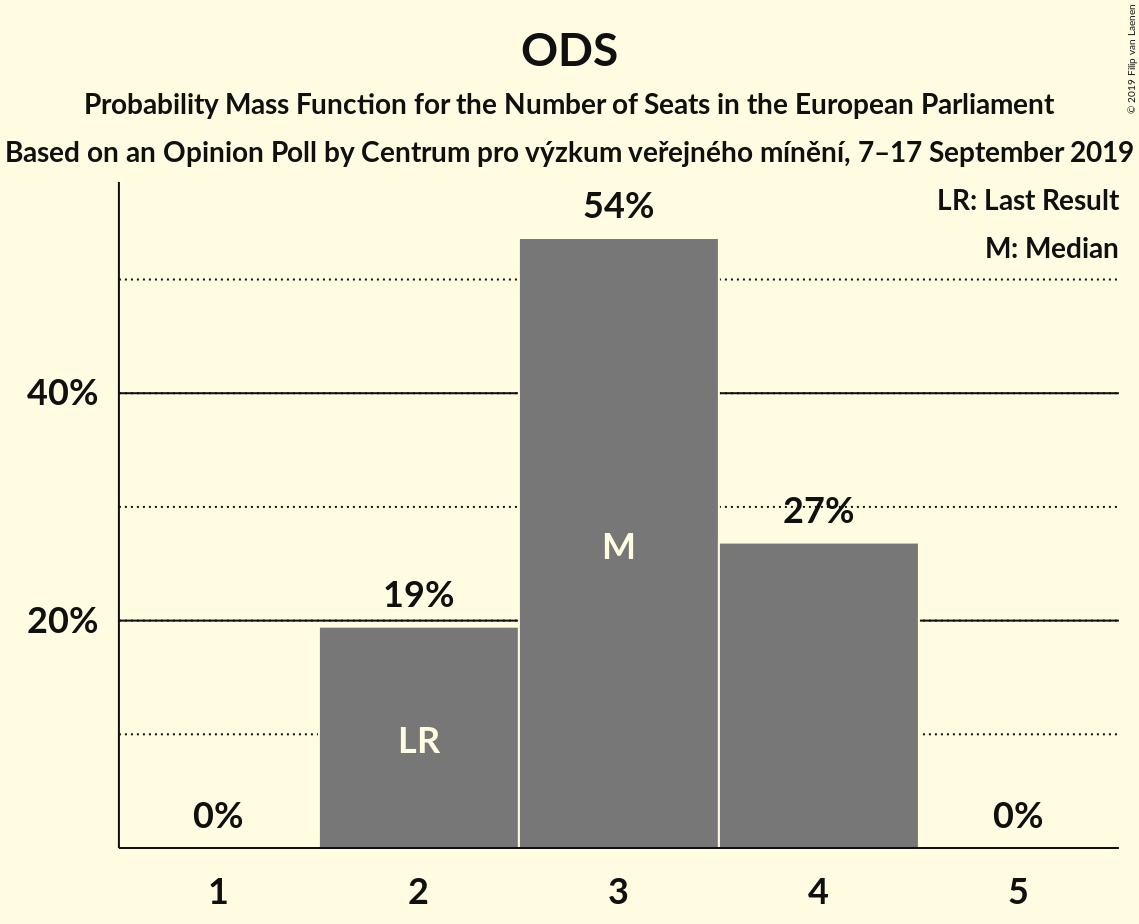 ODS
Probability Mass Function for the Number of Seats in the European Parliament
Based on an Opinion Poll by Centrum pro výzkum veřejného mínění, 7–17 September 2019
© 2019 Filip van Laenen
LR: Last Result
M: Median
54%
40%
27%
M
19%
20%
LR
0%
0%
1
2
3
4
5